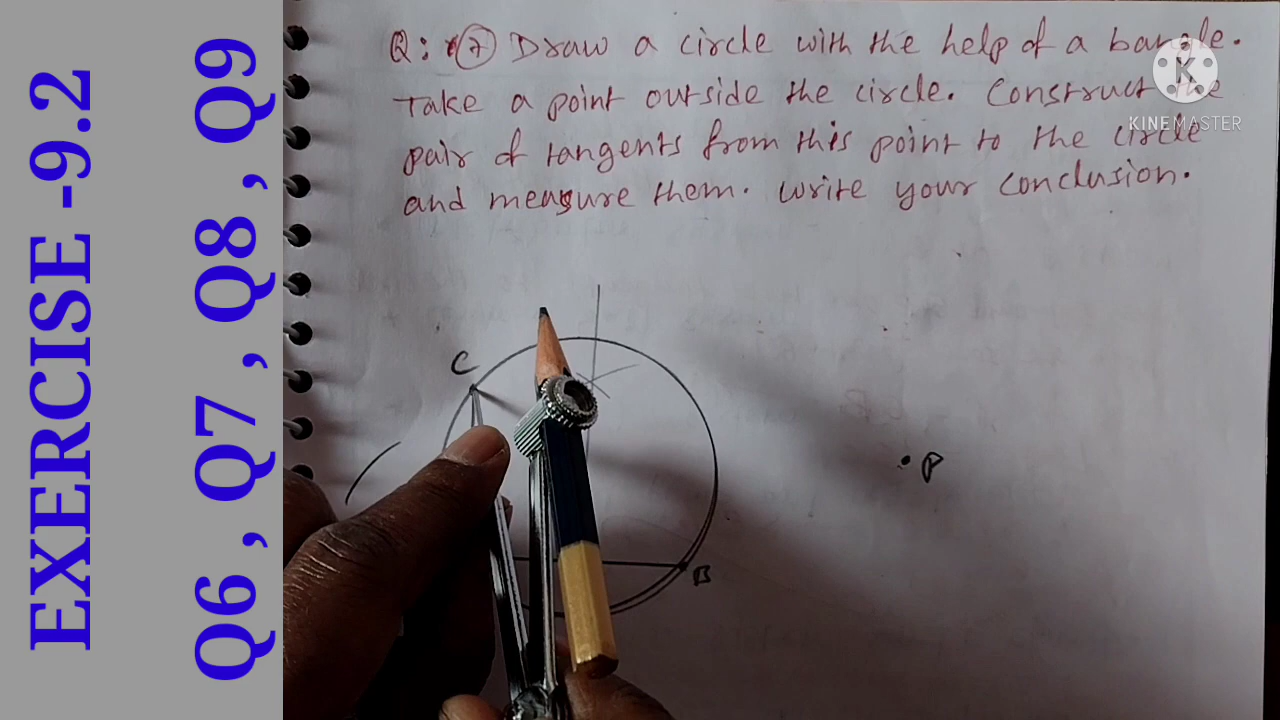 EXERCISE -9.2
Q6 , Q7 , Q8 , Q9
Q: 7 Draw a circle with the help of a bangle.
Take a point outside the circle. Construct the
pair of tangents from this point to the circle
and measure them. Write your conclusion.
K
KINEMASTER
C
P
B